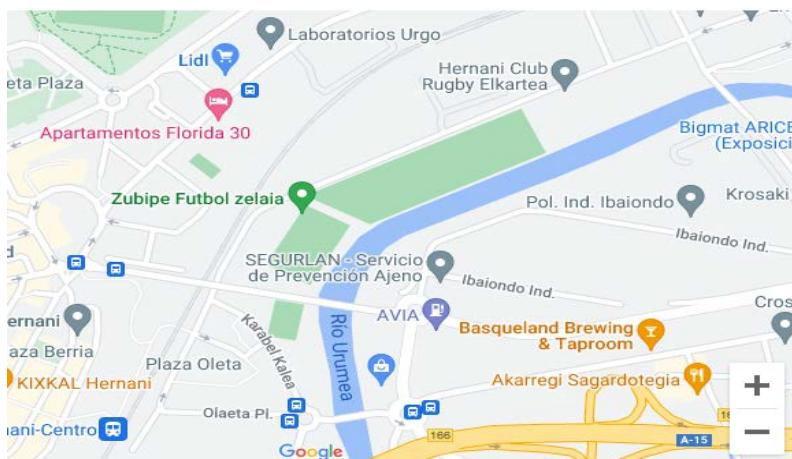 Laboratorios Urgo
Lidl
eta Plaza
Hernani Club
Rugby Elkartea
Apartamentos Florida 30
Bigmat ARICE
(Exposici
Zubipe Futbol zelaia
Pol. Ind. Ibaiondo
Krosaki
Ibaiondo Ind.
d
SEGURLAN - Servicio
de Prevención Ajeno
Ibaiondo Ind.
AVIA
Cros
ernani
Karabel Kalea
Río Urumea
Basqueland Brewing
& Taproom
aza Berria
Plaza Oleta
KIXKAL Hernani
Akarregi Sagardotegia
Olaeta Pl.
nani-Centro
166
A-15
Google
+
−